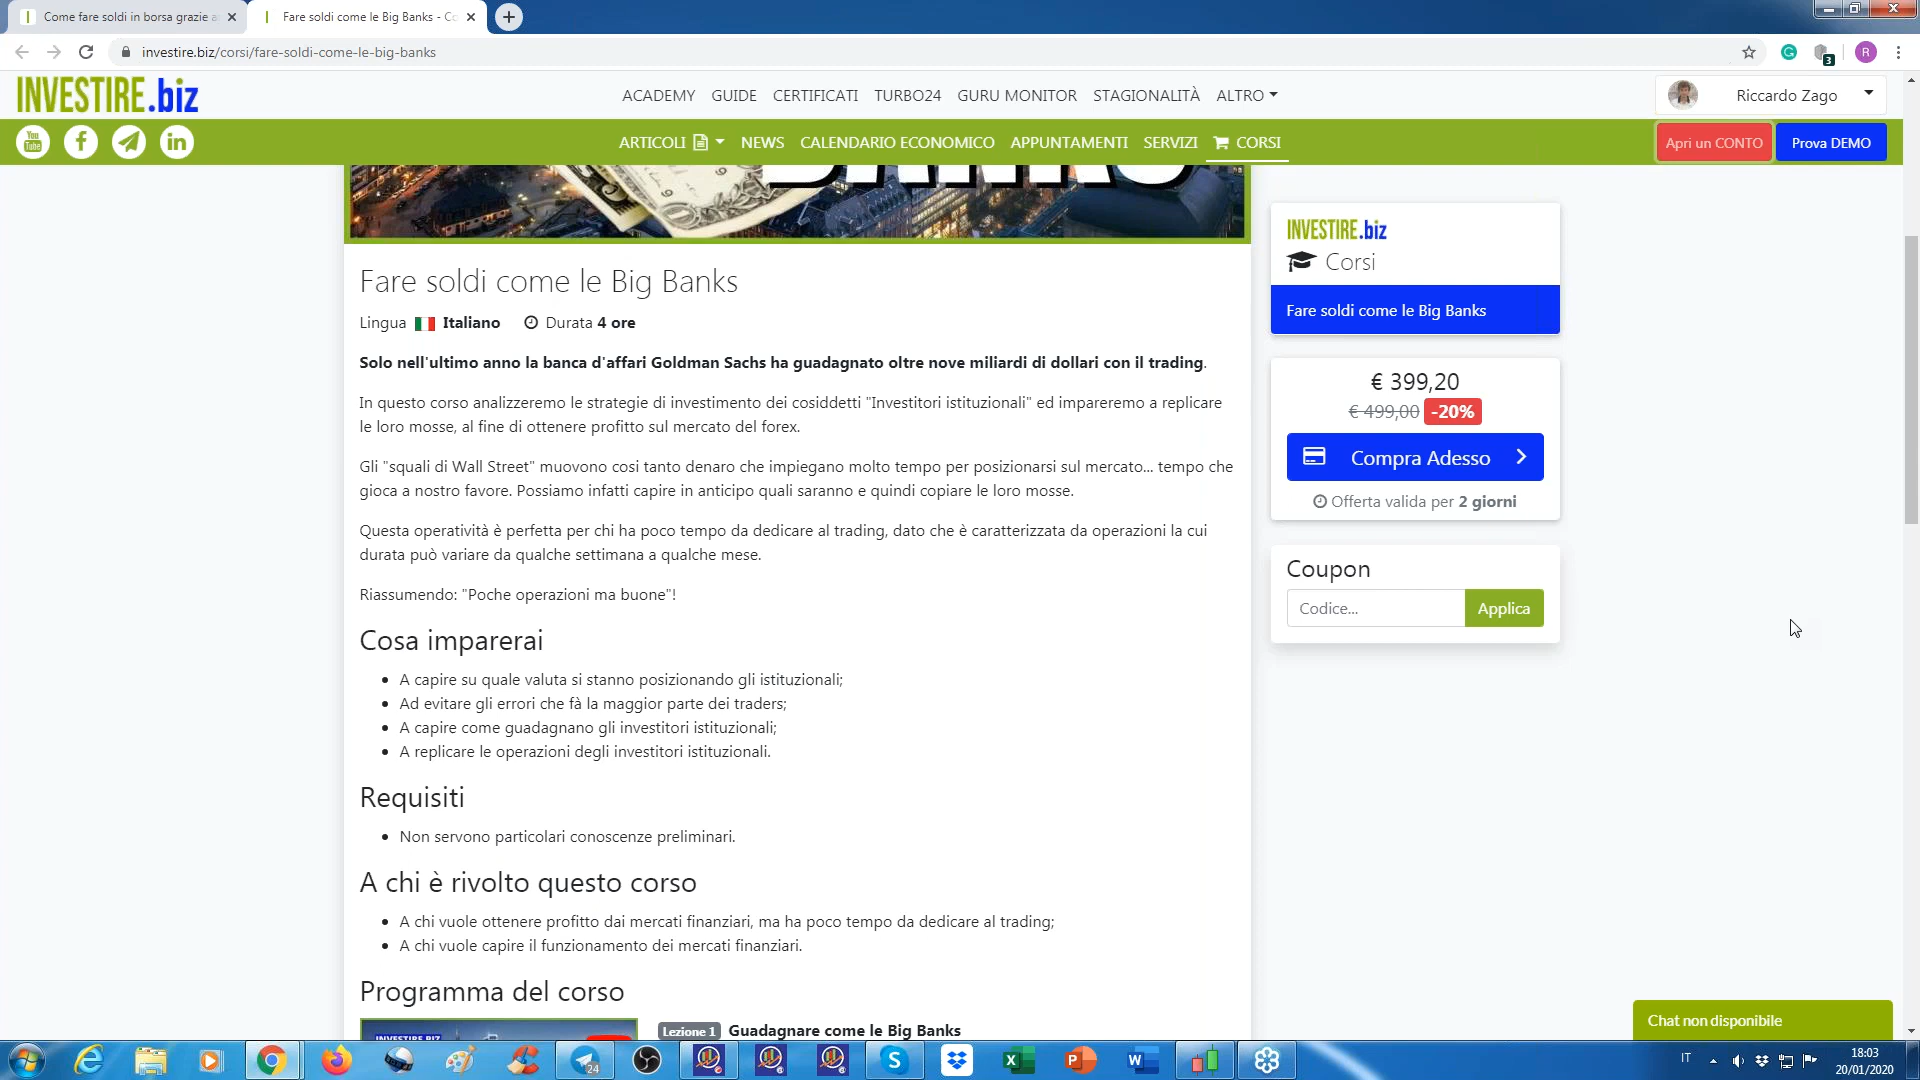 Come fare soldi in borsa grazie a
Fare soldi come le Big Banks - Co
investire.biz/corsi/fare-soldi-come-le-big-banks
3
R
INVESTIRE.biz
ACADEMY GUIDE CERTIFICATI TURBO24 GURU MONITOR STAGIONALITÀ ALTRO
Riccardo Zago
You Tube
ARTICOLI NEWS CALENDARIO ECONOMICO APPUNTAMENTI SERVIZI CORSI
Apri un CONTO
Prova DEMO
BANKS
Fare soldi come le Big Banks
Lingua Italiano Durata 4 ore
Solo nell'ultimo anno la banca d'affari Goldman Sachs ha guadagnato oltre nove miliardi di dollari con il trading.
In questo corso analizzeremo le strategie di investimento dei cosiddetti "Investitori istituzionali" ed impareremo a replicare
le loro mosse, al fine di ottenere profitto sul mercato del forex.
Gli "squali di Wall Street" muovono cosi tanto denaro che impiegano molto tempo per posizionarsi sul mercato... tempo che
gioca a nostro favore. Possiamo infatti capire in anticipo quali saranno e quindi copiare le loro mosse.
Questa operatività è perfetta per chi ha poco tempo da dedicare al trading, dato che è caratterizzata da operazioni la cui
durata può variare da qualche settimana a qualche mese.
Riassumendo: "Poche operazioni ma buone"!
Cosa imparerai
• A capire su quale valuta si stanno posizionando gli istituzionali;
• Ad evitare gli errori che fà la maggior parte dei traders;
• A capire come guadagnano gli investitori istituzionali;
• A replicare le operazioni degli investitori istituzionali.
Requisiti
• Non servono particolari conoscenze preliminari.
A chi è rivolto questo corso
• A chi vuole ottenere profitto dai mercati finanziari, ma ha poco tempo da dedicare al trading;
• A chi vuole capire il funzionamento dei mercati finanziari.
Programma del corso
INVESTIRE.BIZ
Lezione 1 Guadagnare come le Big Banks
INVESTIRE.biz
Corsi
Fare soldi come le Big Banks
€ 399,20
€ 499,00 -20%
Compra Adesso
Offerta valida per 2 giorni
Coupon
Codice...
Applica
Chat non disponibile
24
IT
18:03
20/01/2020